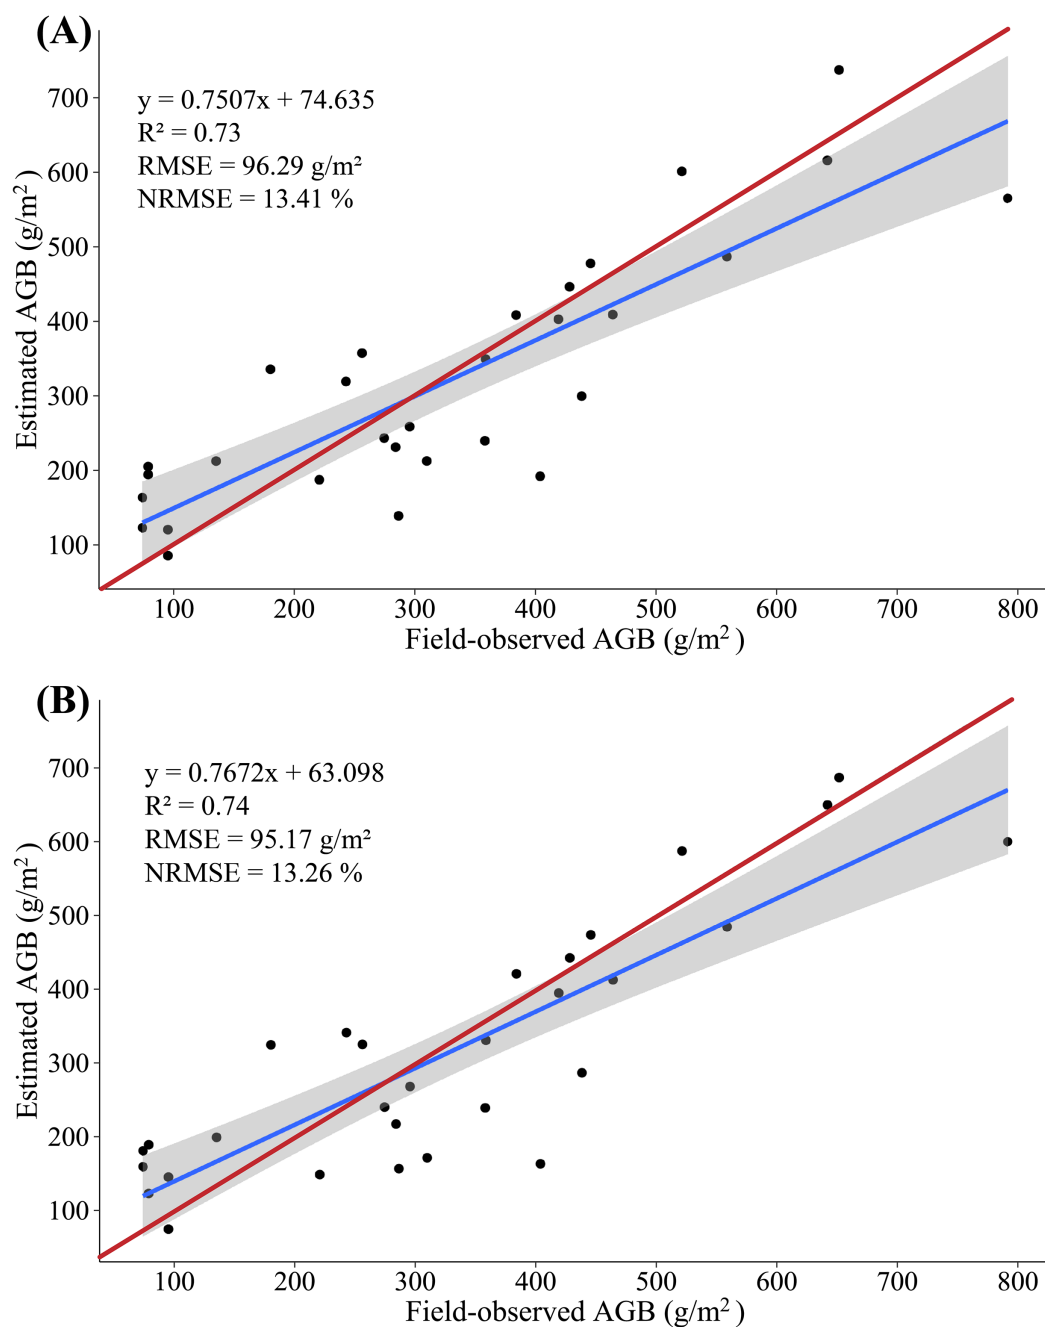 (A)
y = 0.7507x + 74.635
R² = 0.73
RMSE = 96.29 g/m²
NRMSE = 13.41 %
Estimated AGB (g/m²)
700
600
500
400
300
200
100
100 200 300 400 500 600 700 800
Field-observed AGB (g/m²)
(B)
y = 0.7672x + 63.098
R² = 0.74
RMSE = 95.17 g/m²
NRMSE = 13.26 %
Estimated AGB (g/m²)
700
600
500
400
300
200
100
100 200 300 400 500 600 700 800
Field-observed AGB (g/m²)